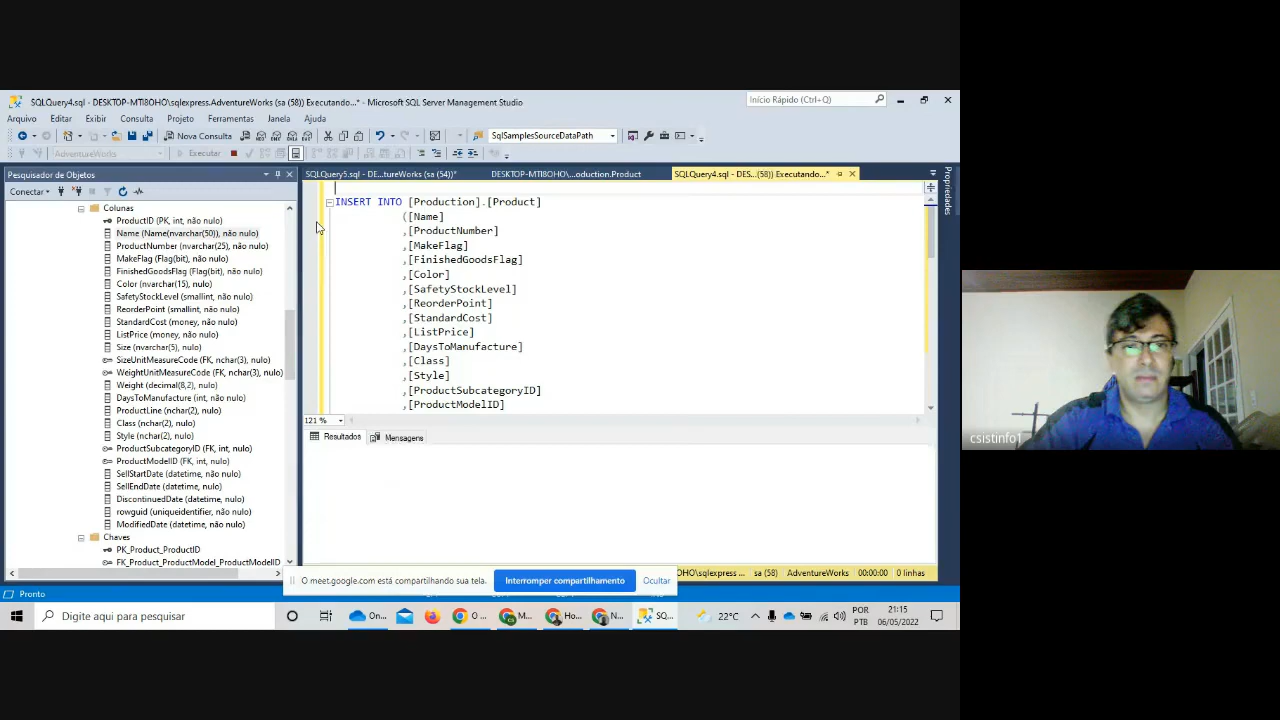 SQLQuery4.sql - DESKTOP-MTI8OHO\sqlexpress.AdventureWorks (sa (58)) Executando...* - Microsoft SQL Server Management Studio
Início Rápido (Ctrl+Q)
Arquivo Editar Exibir Consulta Projeto Ferramentas Janela Ajuda
Nova Consulta SqlSamplesSourceDataPath
AdventureWorks Executar
Pesquisador de Objetos
SQLQuery5.sql - DE...tureWorks (sa (54))* DESKTOP-MTI8OHO\...oduction.Product SQLQuery4.sql - DES...(58)) Executando...*
Propriedades
Conectar
Colunas
ProductID (PK, int, não nulo)
Name (Name(nvarchar(50)), não nulo)
ProductNumber (nvarchar(25), não nulo)
MakeFlag (Flag(bit), não nulo)
FinishedGoodsFlag (Flag(bit), não nulo)
Color (nvarchar(15), nulo)
SafetyStockLevel (smallint, não nulo)
ReorderPoint (smallint, não nulo)
StandardCost (money, não nulo)
ListPrice (money, não nulo)
Size (nvarchar(5), nulo)
SizeUnitMeasureCode (FK, nchar(3), nulo)
WeightUnitMeasureCode (FK, nchar(3), nulo)
Weight (decimal(8,2), nulo)
DaysToManufacture (int, não nulo)
ProductLine (nchar(2), nulo)
Class (nchar(2), nulo)
Style (nchar(2), nulo)
ProductSubcategoryID (FK, int, nulo)
ProductModelID (FK, int, nulo)
SellStartDate (datetime, não nulo)
SellEndDate (datetime, nulo)
DiscontinuedDate (datetime, nulo)
rowguid (uniqueidentifier, não nulo)
ModifiedDate (datetime, não nulo)
Chaves
PK_Product_ProductID
FK_Product_ProductModel_ProductModelID
INSERT INTO [Production].[Product]
([Name]
,[ProductNumber]
,[MakeFlag]
,[FinishedGoodsFlag]
,[Color]
,[SafetyStockLevel]
,[ReorderPoint]
,[StandardCost]
,[ListPrice]
,[DaysToManufacture]
,[Class]
,[Style]
,[ProductSubcategoryID]
,[ProductModelID]
121 %
Resultados Mensagens
csistinfo1
OHO\sqlexpress ... sa (58) AdventureWorks 00:00:00 0 linhas
O meet.google.com está compartilhando sua tela. Interromper compartilhamento Ocultar
Pronto
Digite aqui para pesquisar On... O ... M... Ho... N... SQ... 22°C POR 21:15
PTB 06/05/2022